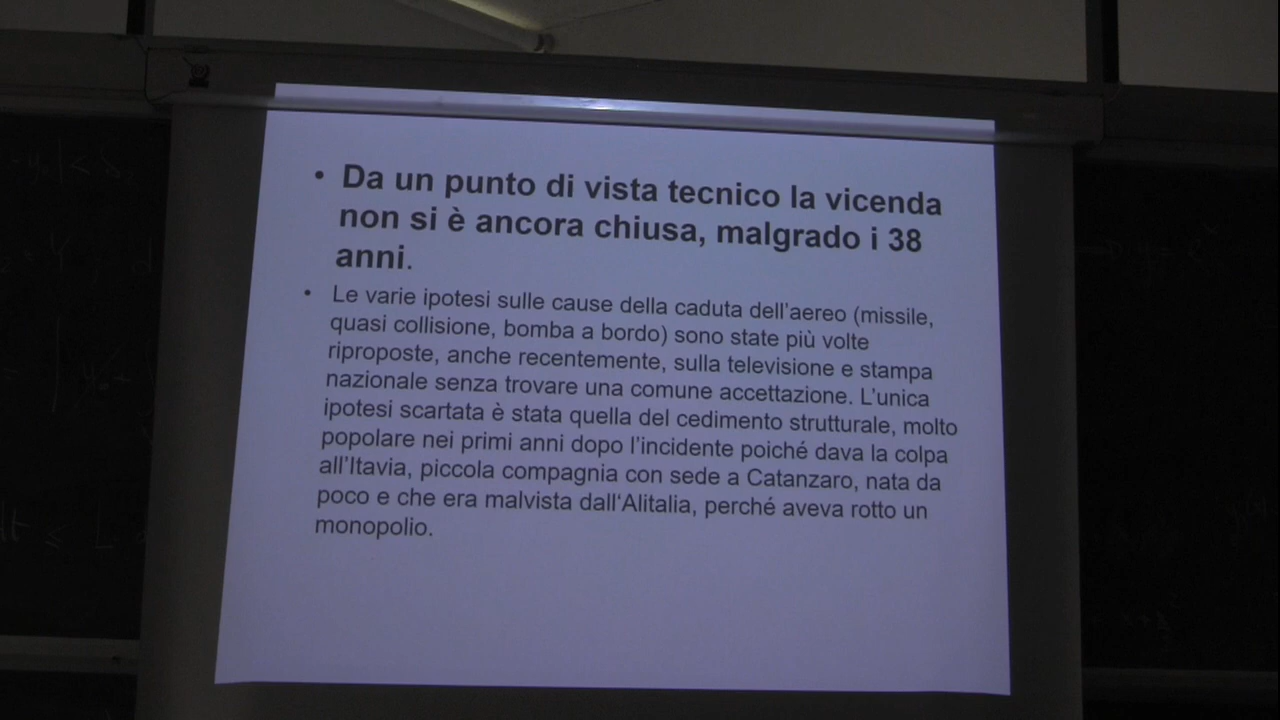 • Da un punto di vista tecnico la vicenda
non si è ancora chiusa, malgrado i 38
anni.
• Le varie ipotesi sulle cause della caduta dell'aereo (missile,
quasi collisione, bomba a bordo) sono state più volte
riproposte, anche recentemente, sulla televisione e stampa
nazionale senza trovare una comune accettazione. L'unica
ipotesi scartata è stata quella del cedimento strutturale, molto
popolare nei primi anni dopo l'incidente poiché dava la colpa
all'Itavia, piccola compagnia con sede a Catanzaro, nata da
poco e che era malvista dall'Alitalia, perché aveva rotto un
monopolio.